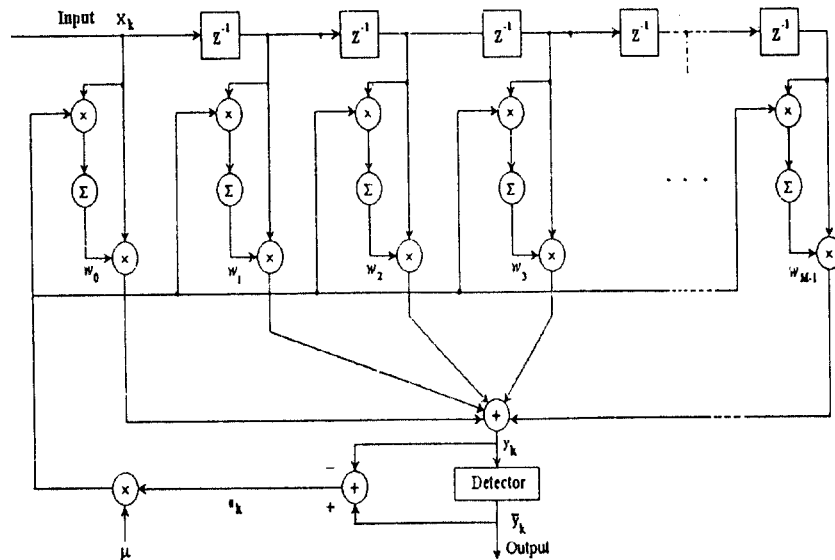 Input x_k
Z^-1 Z^-1 Z^-1 Z^-1 Z^-1
× × × × ×
Σ Σ Σ Σ Σ
. . .
× × × × ×
w_0 w_1 w_2 w_3 w_M-1
+
y_k
−
Detector
× e_k + +
ȳ_k
μ
Output